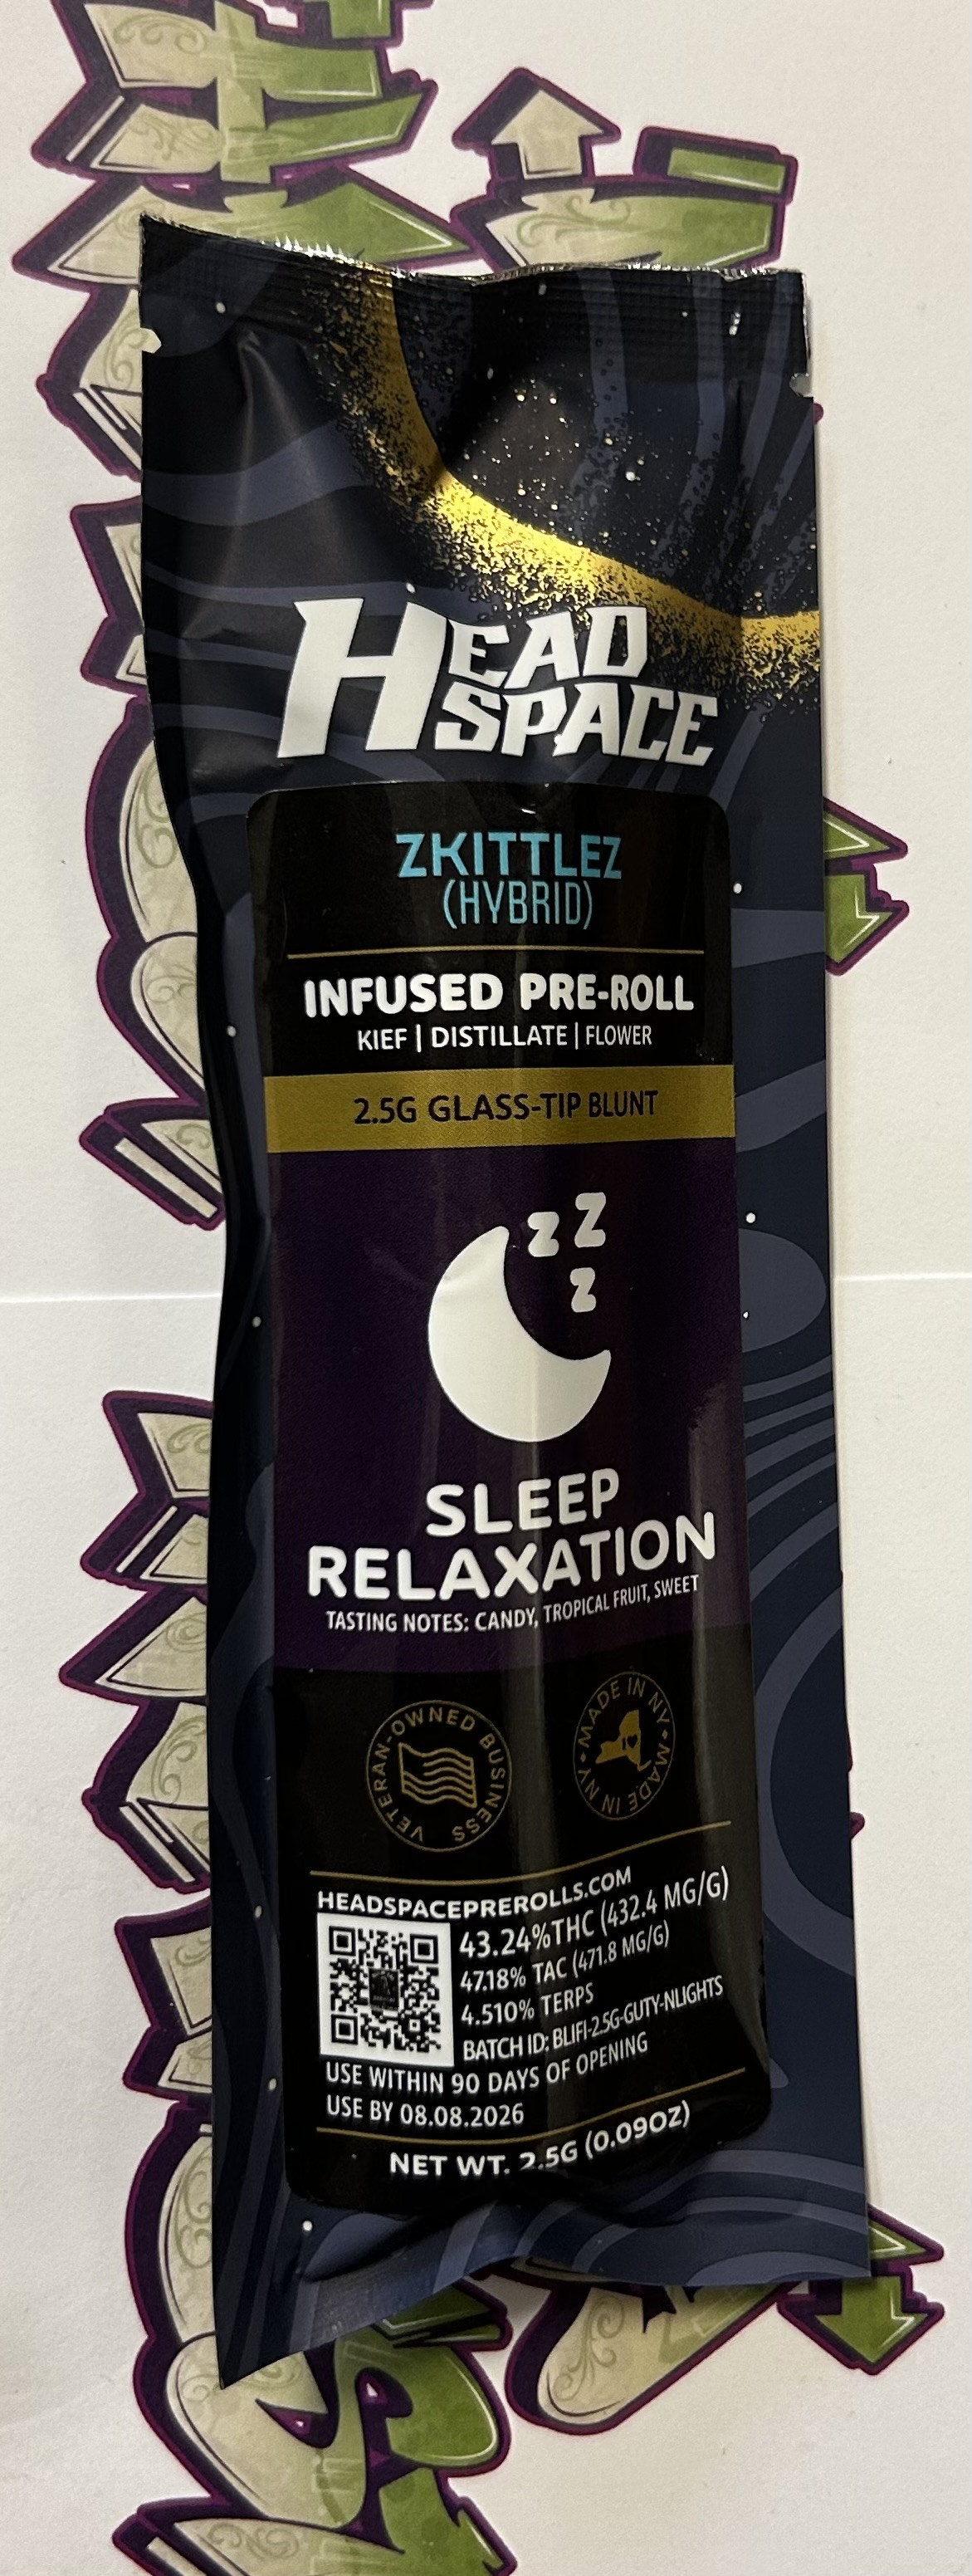 HEAD
SPACE
ZKITTLEZ
(HYBRID)
INFUSED PRE-ROLL
KIEF | DISTILLATE | FLOWER
2.5G GLASS-TIP BLUNT
Z Z
Z
SLEEP
RELAXATION
TASTING NOTES: CANDY, TROPICAL FRUIT, SWEET
VETERAN-OWNED BUSINESS
MADE IN NY • MADE IN NY •
HEADSPACEPREROLLS.COM
43.24%THC (432.4 MG/G)
47.18% TAC (471.8 MG/G)
4.510% TERPS
BATCH ID: BLIFI-2.5G-GUTY-NLIGHTS
USE WITHIN 90 DAYS OF OPENING
USE BY 08.08.2026
NET WT. 2.5G (0.09OZ)